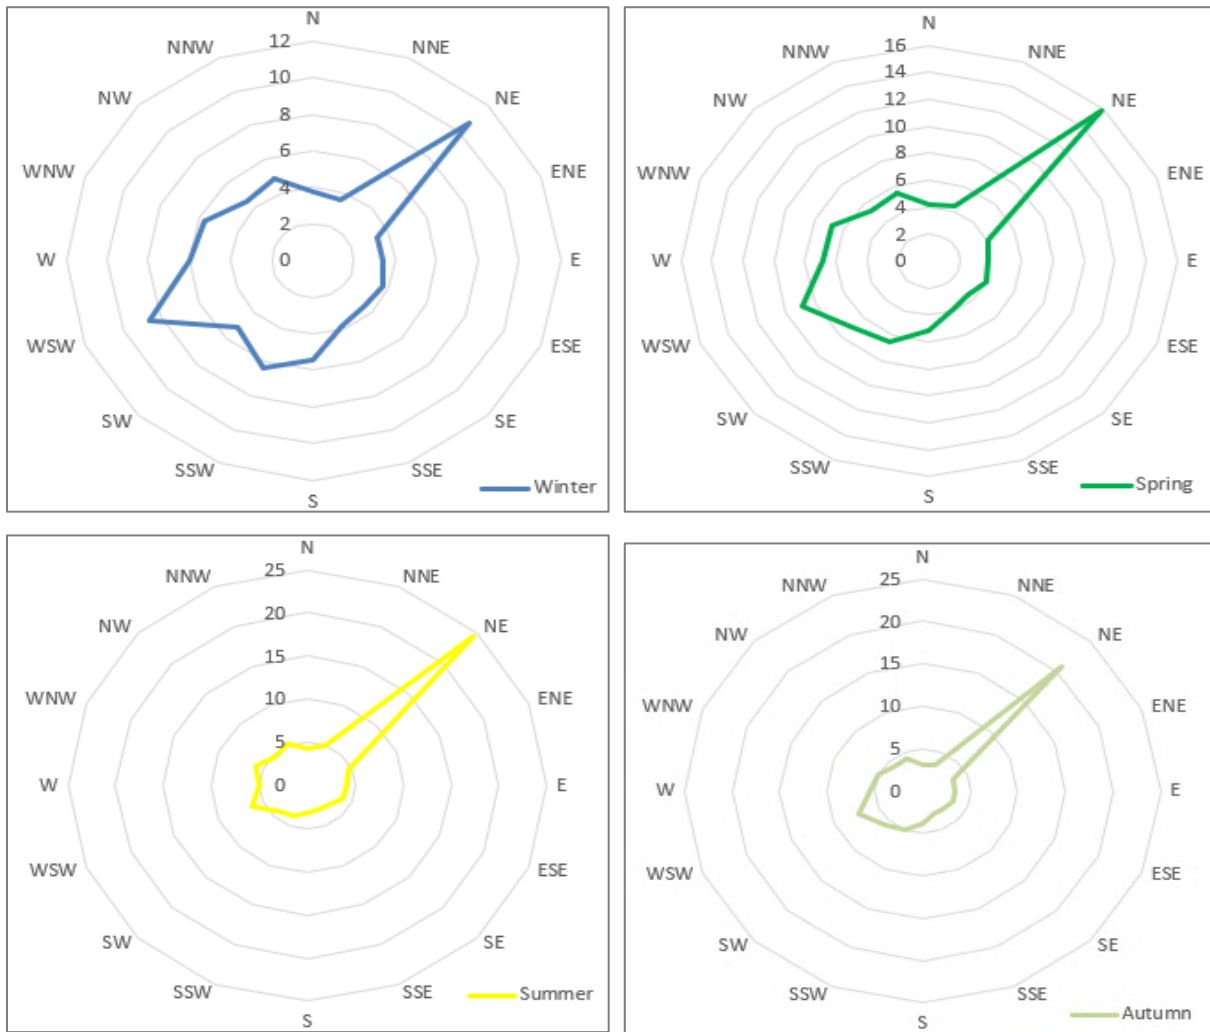 N
12
NNW
NNE
10
NW
NE
8
6
WNW
ENE
4
2
W
0
E
WSW
ESE
SW
SE
SSW
SSE
S
Winter
N
16
NNW
NNE
14
12
NW
NE
10
8
WNW
ENE
6
4
2
W
0
E
WSW
ESE
SW
SE
SSW
SSE
S
Spring
N
25
NNW
NNE
20
NW
NE
15
WNW
ENE
10
5
W
0
E
WSW
ESE
SW
SE
SSW
SSE
S
Summer
N
25
NNW
NNE
20
NW
NE
15
WNW
ENE
10
5
W
0
E
WSW
ESE
SW
SE
SSW
SSE
S
Autumn